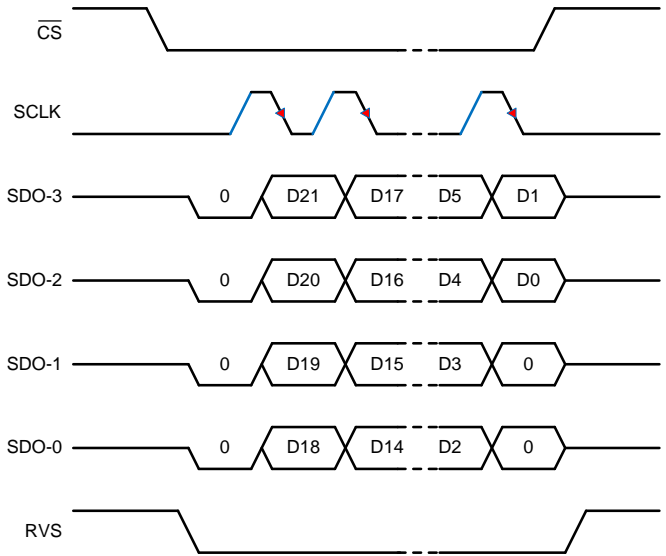 C̅S̅
SCLK
SDO-3 0 D21 D17 D5 D1
SDO-2 0 D20 D16 D4 D0
SDO-1 0 D19 D15 D3 0
SDO-0 0 D18 D14 D2 0
RVS